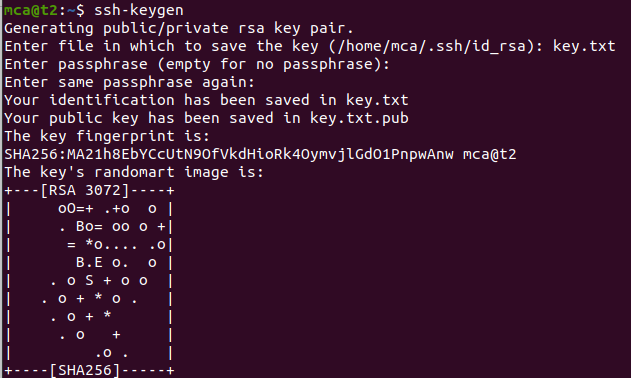 mca@t2:~$ ssh-keygen
Generating public/private rsa key pair.
Enter file in which to save the key (/home/mca/.ssh/id_rsa): key.txt
Enter passphrase (empty for no passphrase):
Enter same passphrase again:
Your identification has been saved in key.txt
Your public key has been saved in key.txt.pub
The key fingerprint is:
SHA256:MA21h8EbYCcUtN9OfVkdHioRk4OymvjlGdO1PnpwAnw mca@t2
The key's randomart image is:
+---[RSA 3072]----+
|     oO=+ .+o  o |
|     . Bo= oo o +|
|      = *o.... .o|
|       B.E o.  o |
|    . o S + o o  |
|   . o + * o .   |
|    . o + *      |
|     . o   +     |
|         .o .    |
+----[SHA256]-----+